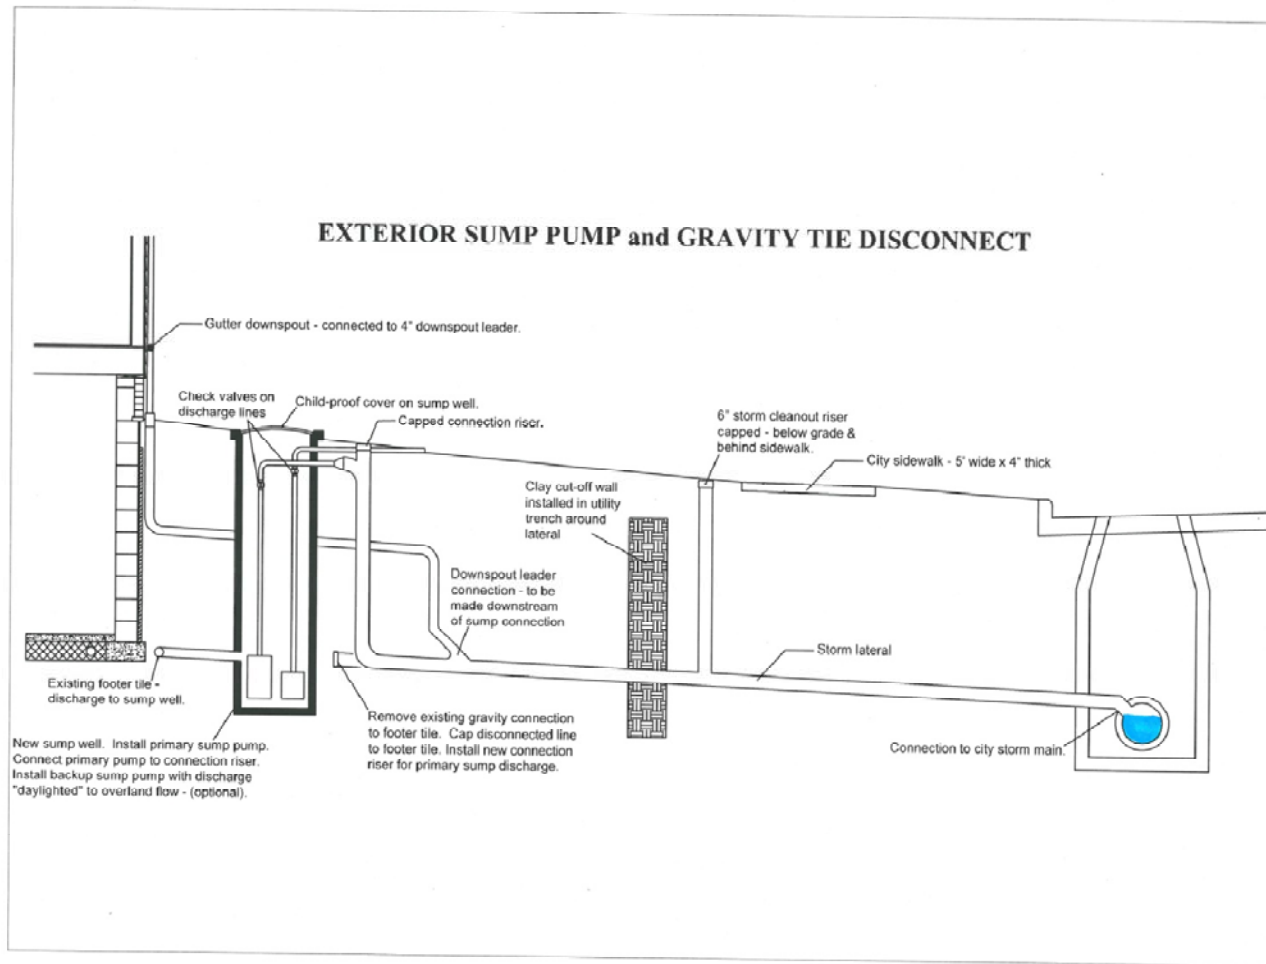 EXTERIOR SUMP PUMP and GRAVITY TIE DISCONNECT
Gutter downspout - connected to 4" downspout leader.
Check valves on
discharge lines
Child-proof cover on sump well.
Capped connection riser.
6" storm cleanout riser
capped - below grade &
behind sidewalk.
City sidewalk - 5' wide x 4" thick
Clay cut-off wall
installed in utility
trench around
lateral
Downspout leader
connection - to be
made downstream
of sump connection
Storm lateral
Existing footer tile -
discharge to sump well.
Remove existing gravity connection
to footer tile. Cap disconnected line
to footer tile. Install new connection
riser for primary sump discharge.
Connection to city storm main.
New sump well. Install primary sump pump.
Connect primary pump to connection riser.
Install backup sump pump with discharge
"daylighted" to overland flow - (optional).